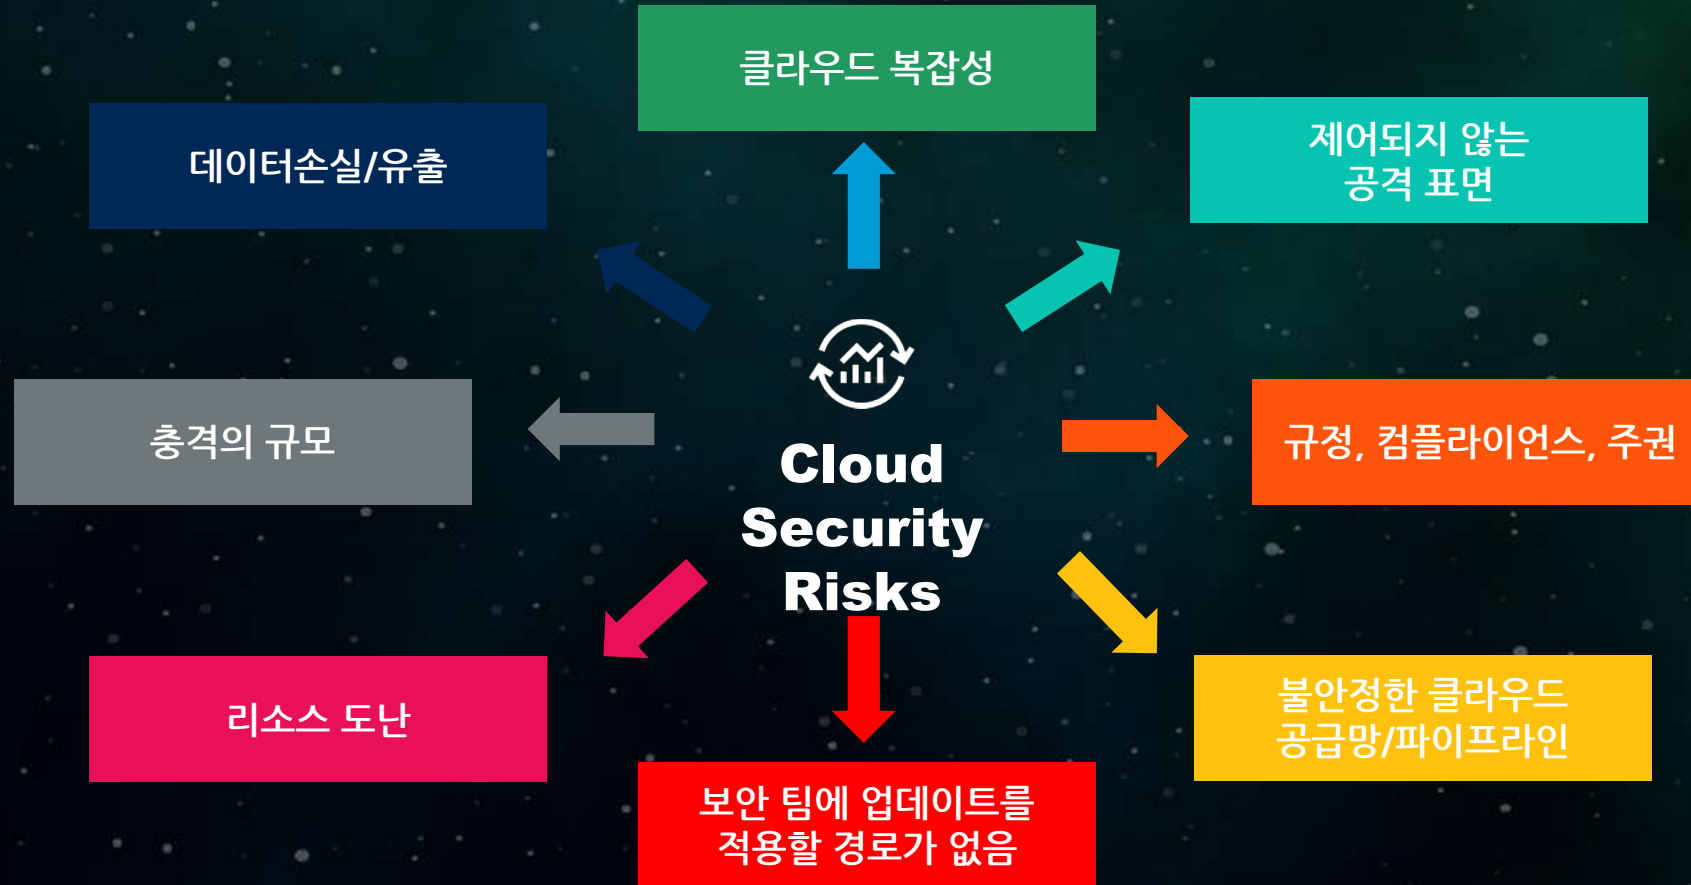 클라우드 복잡성
데이터손실/유출
제어되지 않는
공격 표면
충격의 규모
Cloud
Security
Risks
규정, 컴플라이언스, 주권
리소스 도난
불안정한 클라우드
공급망/파이프라인
보안 팀에 업데이트를
적용할 경로가 없음